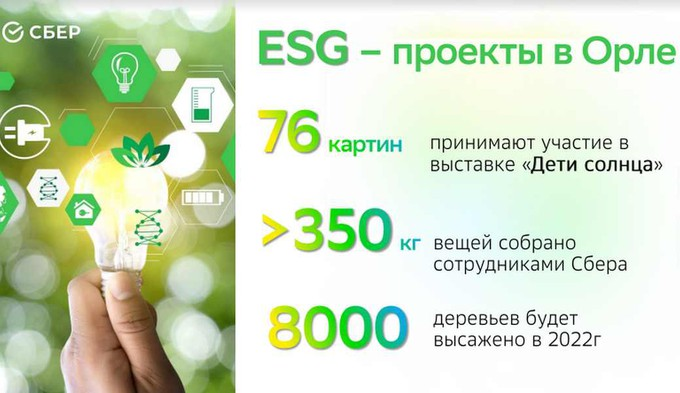 СБЕР
ESG – проекты в Орле
76 картин
принимают участие в
выставке «Дети солнца»
>350 кг
вещей собрано
сотрудниками Сбера
8000
деревьев будет
высажено в 2022г